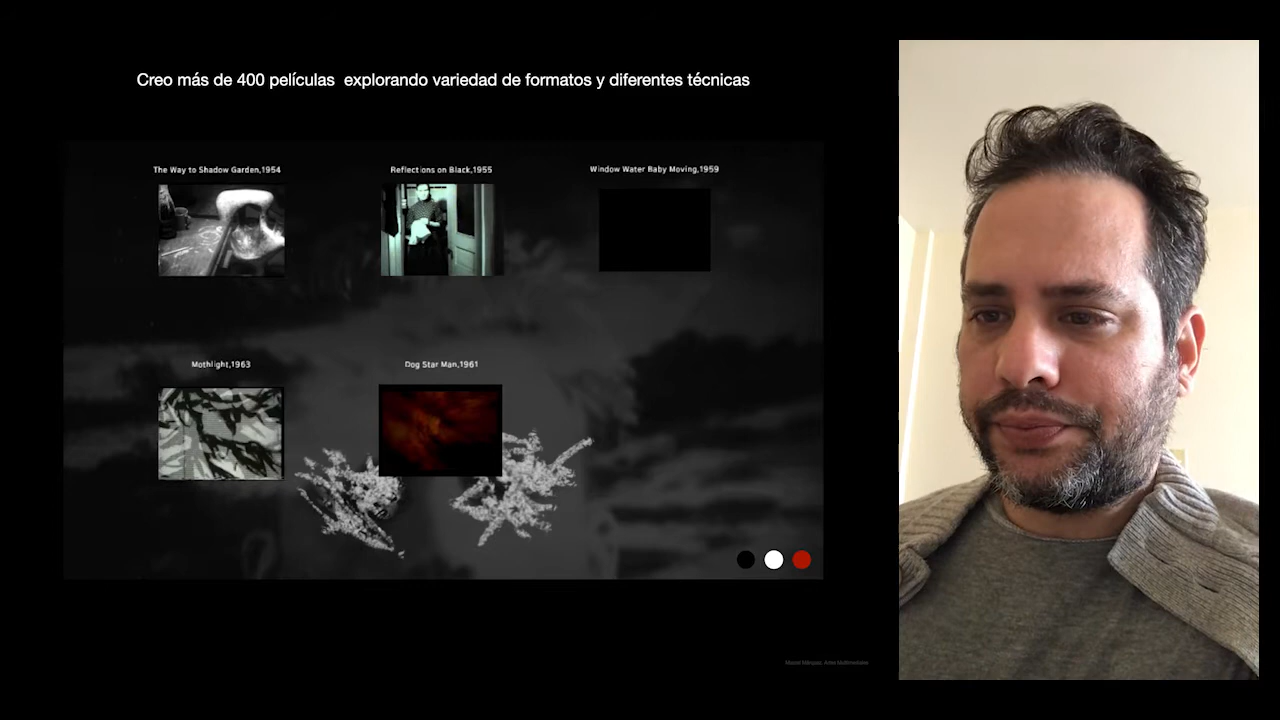 Creo más de 400 películas  explorando variedad de formatos y diferentes técnicas
The Way to Shadow Garden,1954
Reflections on Black,1955
Window Water Baby Moving,1959
Mothlight,1963
Dog Star Man,1961